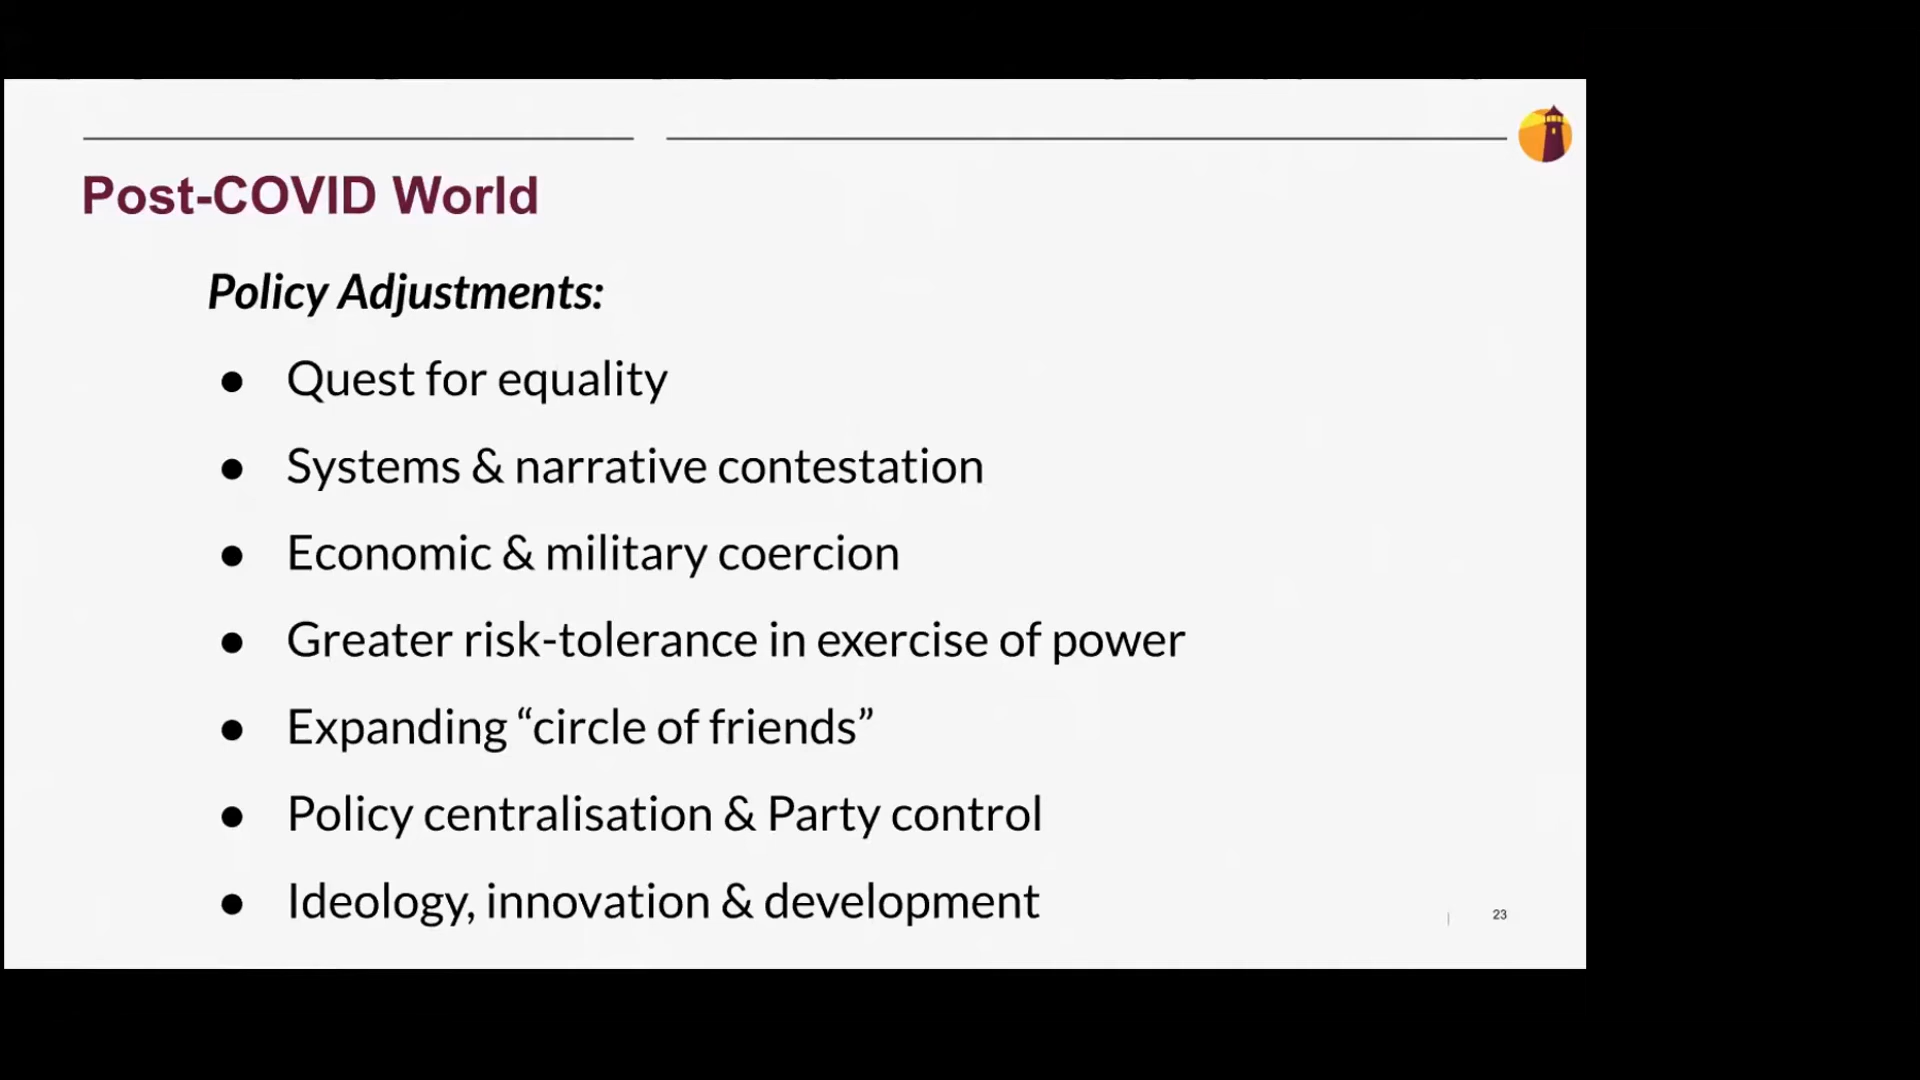 Post-COVID World
Policy Adjustments:
● Quest for equality
● Systems & narrative contestation
● Economic & military coercion
● Greater risk-tolerance in exercise of power
● Expanding “circle of friends”
● Policy centralisation & Party control
● Ideology, innovation & development
23